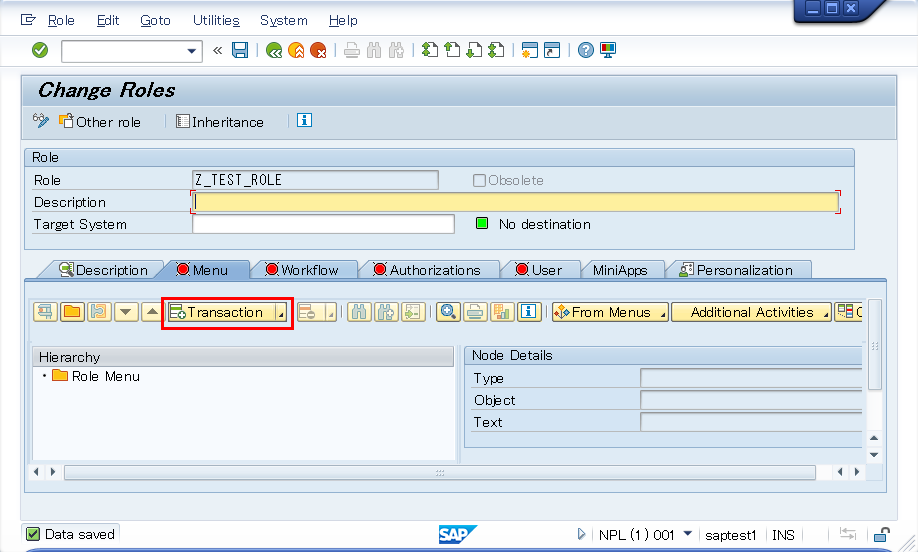 Role Edit Goto Utilities System Help
Change Roles
Other role Inheritance
Role
Role Z_TEST_ROLE Obsolete
Description
Target System No destination
Description Menu Workflow Authorizations User MiniApps Personalization
Transaction From Menus Additional Activities
Hierarchy
Role Menu
Node Details
Type
Object
Text
Data saved SAP NPL (1) 001 saptest1 INS